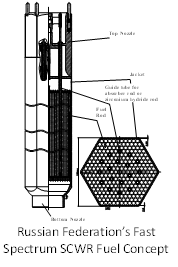 Top Nozzle
Jacket
Guide tube for
absorber rod or
zirconium hydride rod
Fuel
Rod
Bottom Nozzle
Russian Federation's Fast
Spectrum SCWR Fuel Concept